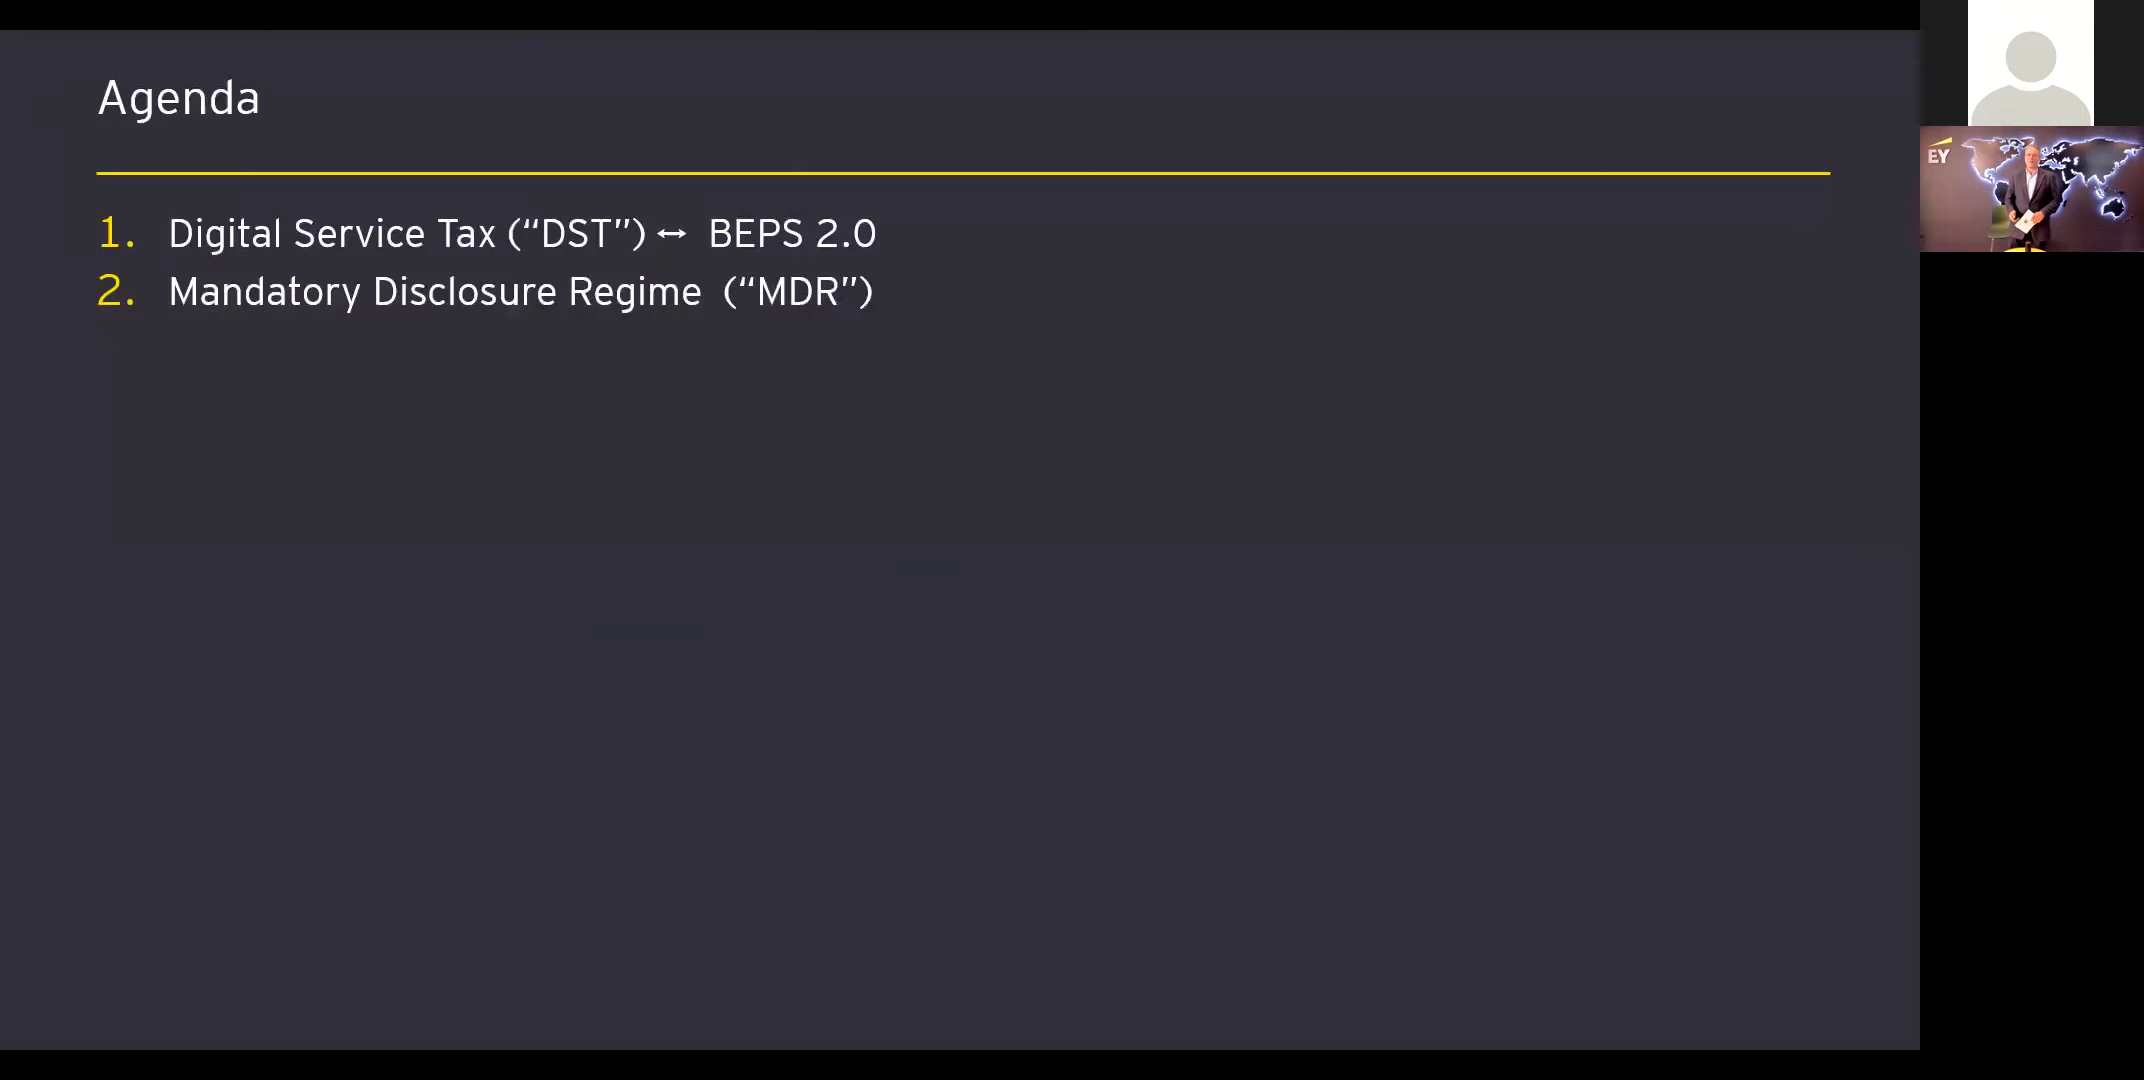 Agenda
1. Digital Service Tax (“DST”) ↔ BEPS 2.0
2. Mandatory Disclosure Regime (“MDR”)
EY